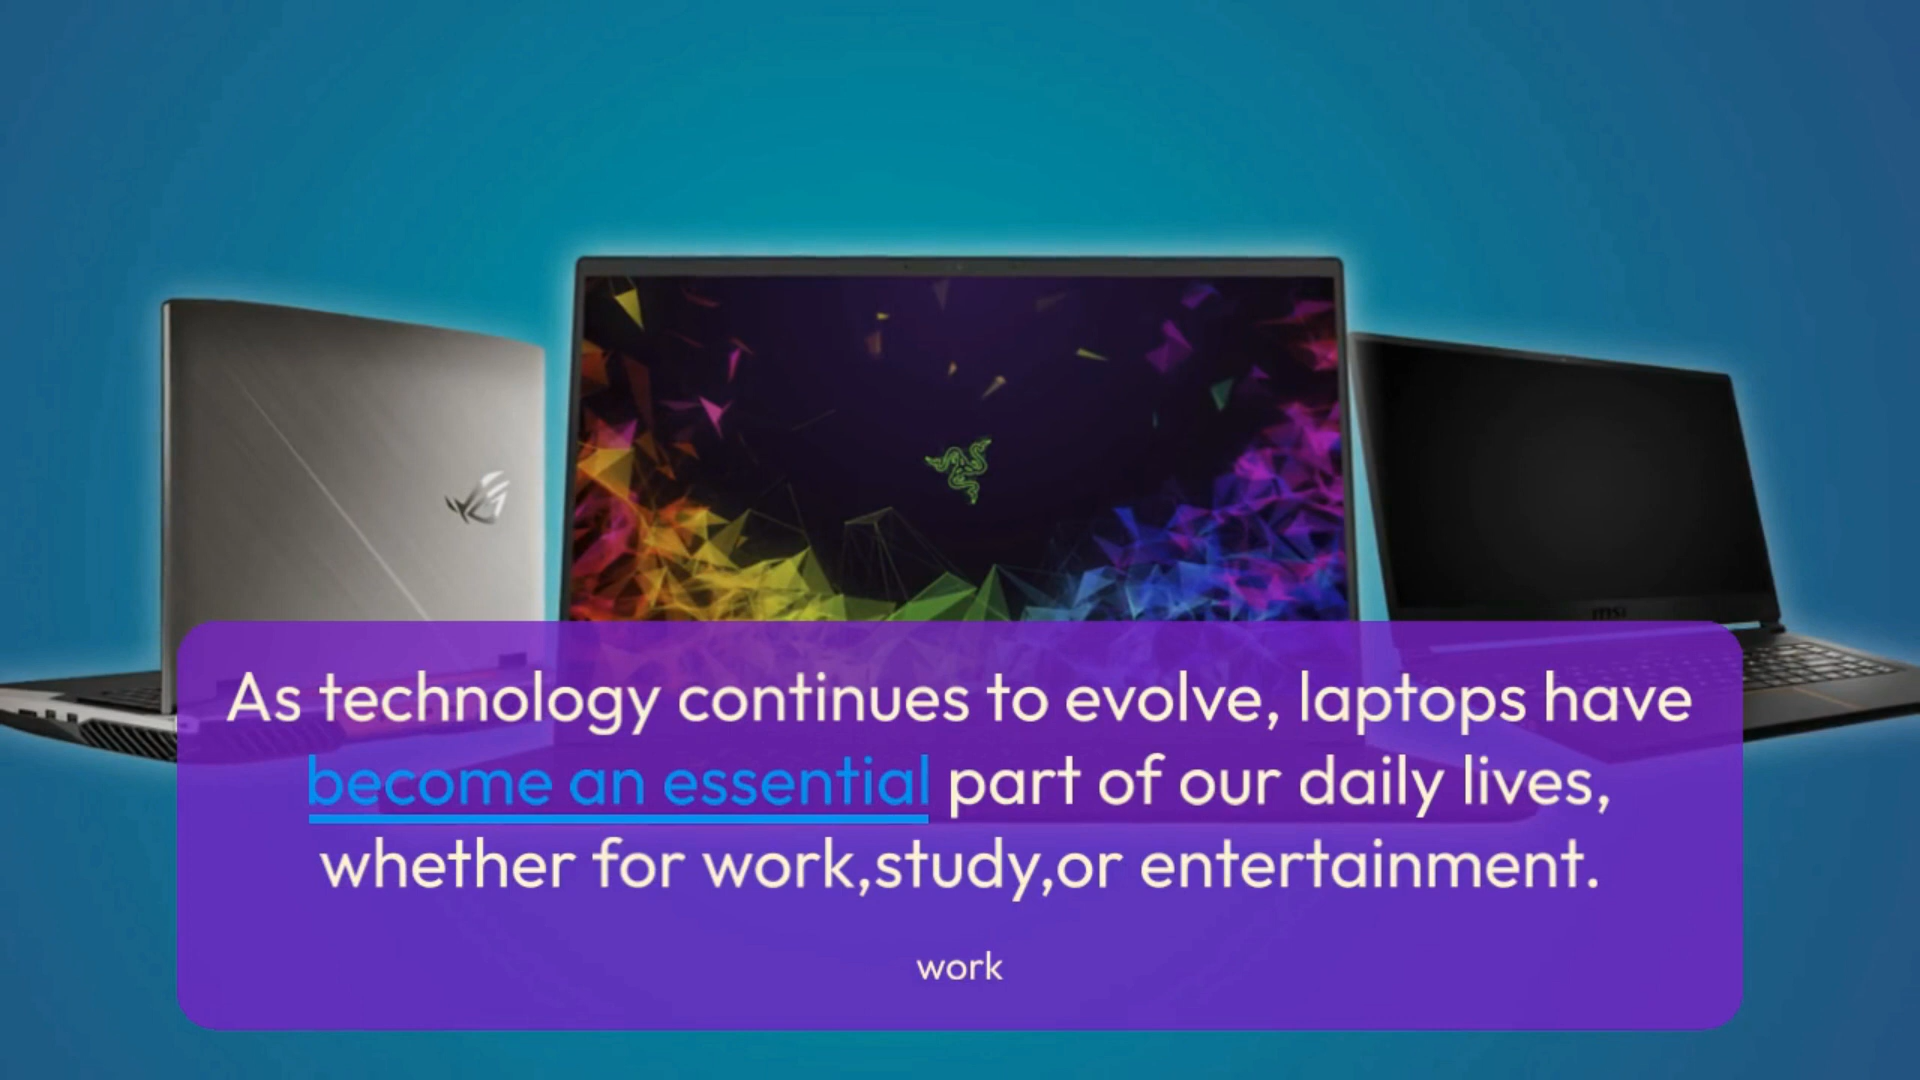 msi
As technology continues to evolve, laptops have
become an essential part of our daily lives,
whether for work,study,or entertainment.
work